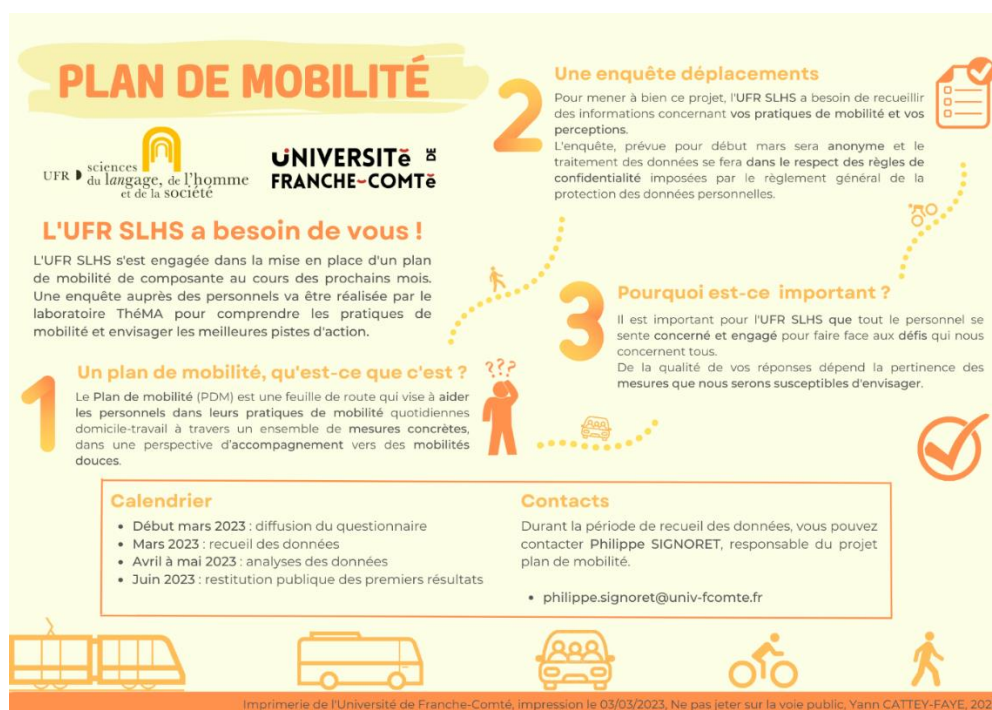 PLAN DE MOBILITÉ
UFR sciences
du langage, de l'homme
et de la société
UNIVERSITĕ DE
FRANCHE-COMTĕ
L'UFR SLHS a besoin de vous !
L'UFR SLHS s'est engagée dans la mise en place d'un plan
de mobilité de composante au cours des prochains mois.
Une enquête auprès des personnels va être réalisée par le
laboratoire ThéMA pour comprendre les pratiques de
mobilité et envisager les meilleures pistes d'action.
1
Un plan de mobilité, qu'est-ce que c'est ?
Le Plan de mobilité (PDM) est une feuille de route qui vise à aider
les personnels dans leurs pratiques de mobilité quotidiennes
domicile-travail à travers un ensemble de mesures concrètes,
dans une perspective d'accompagnement vers des mobilités
douces.
???
2
Une enquête déplacements
Pour mener à bien ce projet, l'UFR SLHS a besoin de recueillir
des informations concernant vos pratiques de mobilité et vos
perceptions.
L'enquête, prévue pour début mars sera anonyme et le
traitement des données se fera dans le respect des règles de
confidentialité imposées par le règlement général de la
protection des données personnelles.
3
Pourquoi est-ce important ?
Il est important pour l'UFR SLHS que tout le personnel se
sente concerné et engagé pour faire face aux défis qui nous
concernent tous.
De la qualité de vos réponses dépend la pertinence des
mesures que nous serons susceptibles d'envisager.
Calendrier
• Début mars 2023 : diffusion du questionnaire
• Mars 2023 : recueil des données
• Avril à mai 2023 : analyses des données
• Juin 2023 : restitution publique des premiers résultats
Contacts
Durant la période de recueil des données, vous pouvez
contacter Philippe SIGNORET, responsable du projet
plan de mobilité.
• philippe.signoret@univ-fcomte.fr
Imprimerie de l'Université de Franche-Comté, impression le 03/03/2023, Ne pas jeter sur la voie public, Yann CATTEY-FAYE, 202